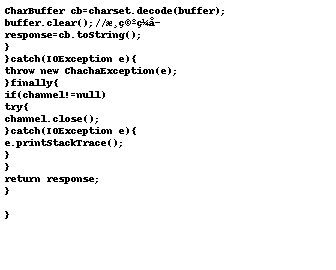 CharBuffer cb=charset.decode(buffer);
buffer.clear();//æ¸ç©ºç¼å­
response=cb.toString();
}
}catch(IOException e){
throw new ChachaException(e);
}finally{
if(channel!=null)
try{
channel.close();
}catch(IOException e){
e.printStackTrace();
}
}
return response;
}
}